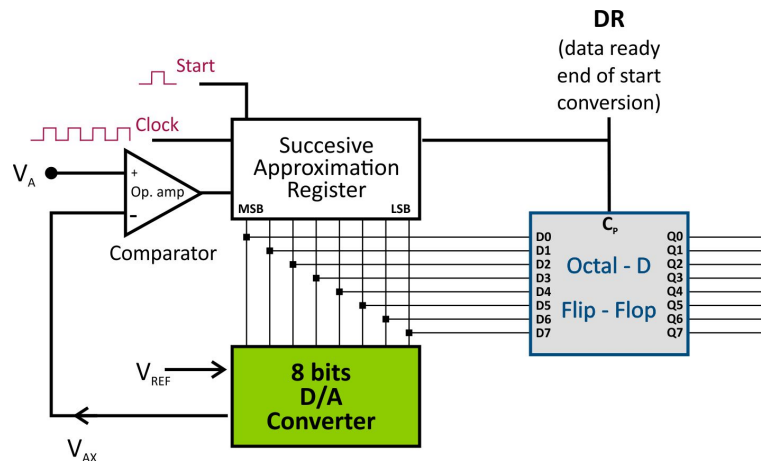 DR
(data ready
end of start
conversion)
Start
Clock
Succesive
Approximation
Register
MSB
LSB
V_A
+
Op. amp
-
Comparator
C_P
D0
D1
D2
D3
D4
D5
D6
D7
Octal - D
Flip - Flop
Q0
Q1
Q2
Q3
Q4
Q5
Q6
Q7
V_REF
8 bits
D/A
Converter
V_AX